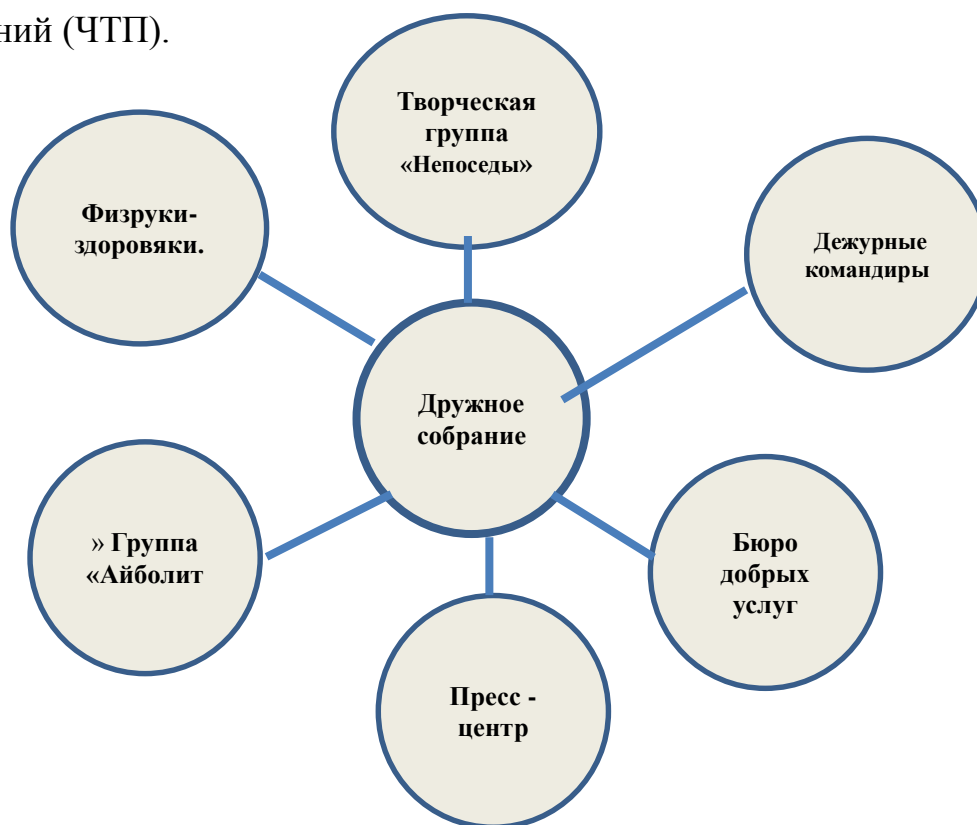 ний (ЧТП).
Творческая
группа
«Непоседы»
Физруки-
здоровяки.
Дежурные
командиры
Дружное
собрание
» Группа
«Айболит
Бюро
добрых
услуг
Пресс -
центр